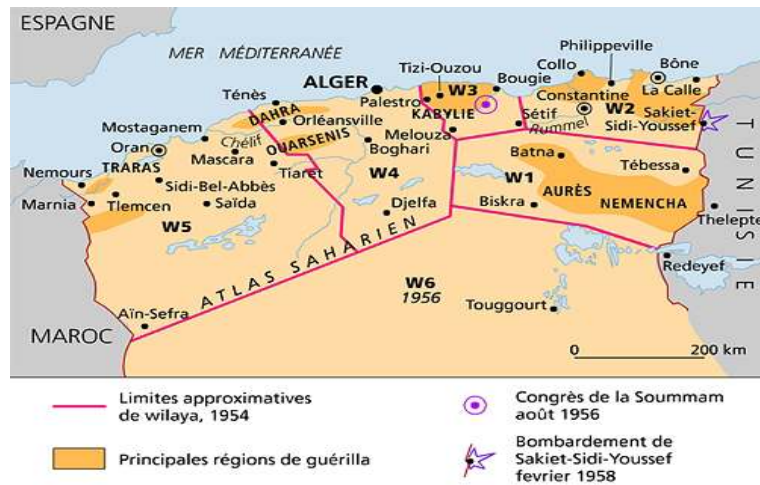 ESPAGNE
MER MÉDITERRANÉE
Philippeville
Tizi-Ouzou
Collo
Bône
Ténès
ALGER
W3
Bougie
Constantine
La Calle
Palestro
W2
Sakiet-
Sidi-Youssef
DAHRA
KABYLIE
Mostaganem
Orléansville
Sétif
Rummel
Oran
Chélif
OUARSENIS
Melouza
TRARAS
Mascara
Boghari
Batna
Tébessa
Nemours
Tiaret
W4
W1
Sidi-Bel-Abbès
AURÈS
Marnia
Tlemcen
Saïda
Djelfa
Biskra
NEMENCHA
Thelepte
W5
TUNISIE
ATLAS SAHARIEN
W6
1956
Redeyef
Aïn-Sefra
Touggourt
MAROC
0 200 km
Limites approximatives
de wilaya, 1954
Principales régions de guérilla
Congrès de la Soummam
août 1956
Bombardement de
Sakiet-Sidi-Youssef
fevrier 1958